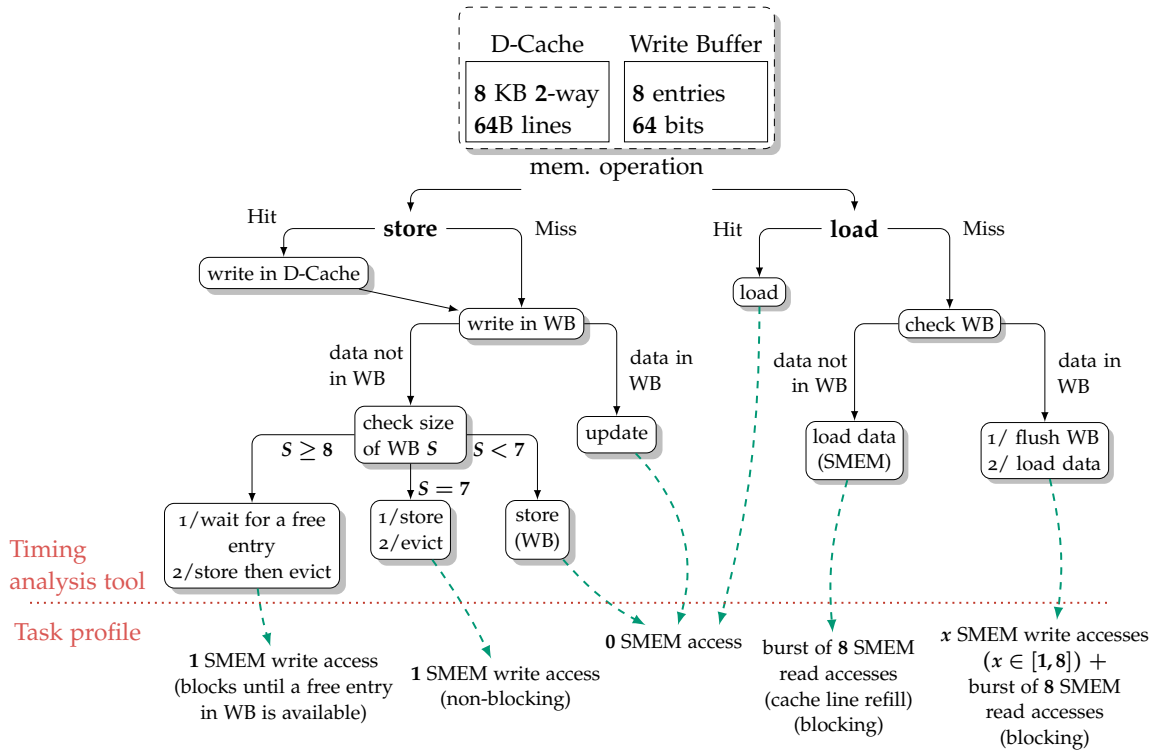 D-Cache
Write Buffer
8 KB 2-way
64B lines
8 entries
64 bits
mem. operation
Hit
store
Miss
Hit
load
Miss
write in D-Cache
load
write in WB
check WB
data not
in WB
data in
WB
data not
in WB
data in
WB
check size
of WB S
update
load data
(SMEM)
1/ flush WB
2/ load data
S ≥ 8
S = 7
S < 7
1/wait for a free
entry
2/store then evict
1/store
2/evict
store
(WB)
Timing
analysis tool
Task profile
1 SMEM write access
(blocks until a free entry
in WB is available)
1 SMEM write access
(non-blocking)
0 SMEM access
burst of 8 SMEM
read accesses
(cache line refill)
(blocking)
x SMEM write accesses
(x ∈ [1, 8]) +
burst of 8 SMEM
read accesses
(blocking)